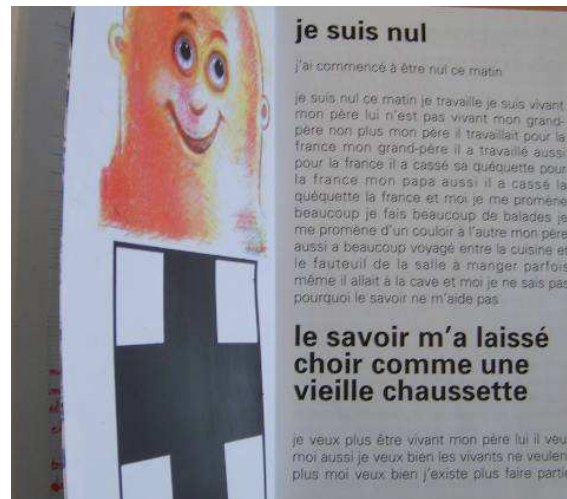 je suis nul
j'ai commencé à être nul ce matin
je suis nul ce matin je travaille je suis vivant
mon père lui n'est pas vivant mon grand-
père non plus mon père il travaillait pour la
france mon grand-père il a travaillé aussi
pour la france il a cassé sa quéquette pour
la france mon papa aussi il a cassé la
quéquette la france et moi je me promène
beaucoup je fais beaucoup de balades je
me promène d'un couloir à l'autre mon père
aussi a beaucoup voyagé entre la cuisine et
le fauteuil de la salle à manger parfois
même il allait à la cave et moi je ne sais pas
pourquoi le savoir ne m'aide pas
le savoir m'a laissé
choir comme une
vieille chaussette
je veux plus être vivant mon père lui il veu
moi aussi je veux bien les vivants ne veulen
plus moi veux bien j'existe plus faire partie